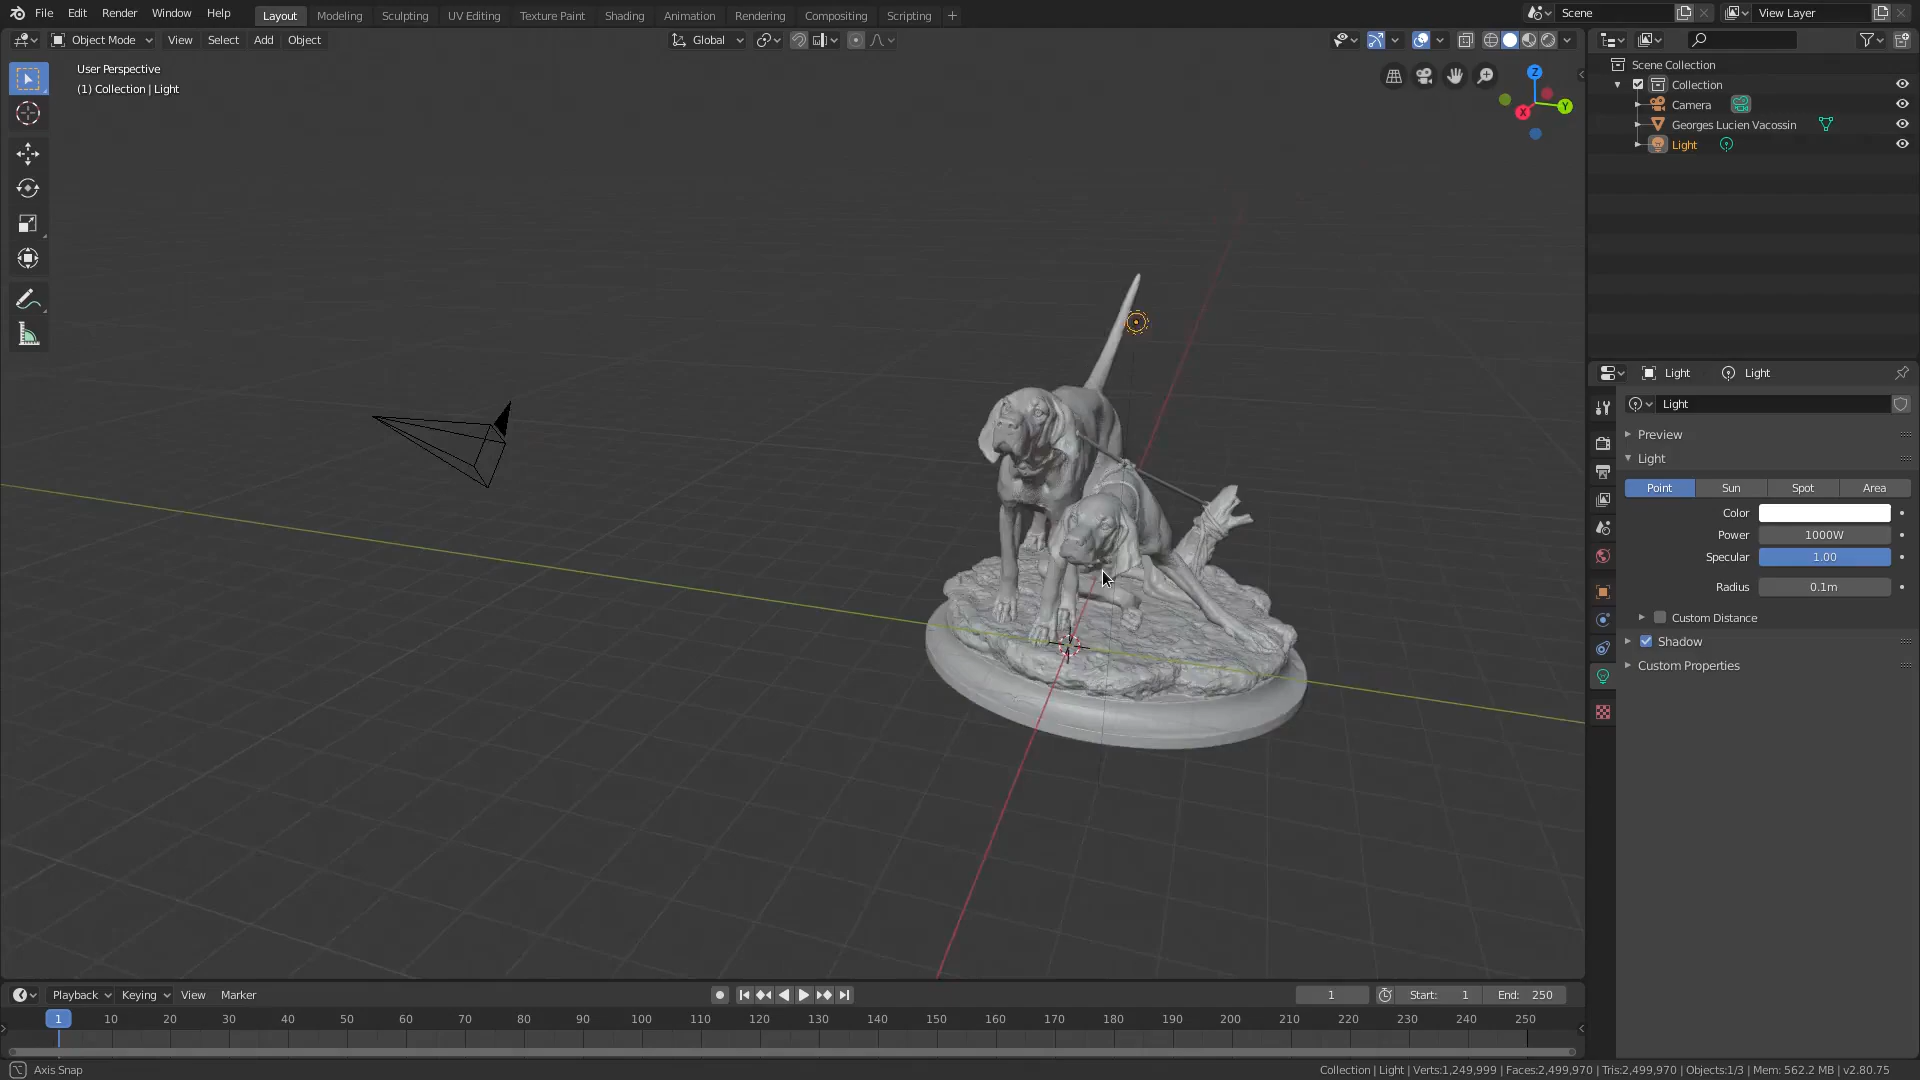 File Edit Render Window Help Layout Modeling Sculpting UV Editing Texture Paint Shading Animation Rendering Compositing Scripting + Scene View Layer
Object Mode View Select Add Object Global
User Perspective
(1) Collection | Light
Z
Y
X
Scene Collection
Collection
Camera
Georges Lucien Vacossin
Light
Light Light
Light
Preview
Light
Point Sun Spot Area
Color
Power 1000W
Specular 1.00
Radius 0.1m
Custom Distance
Shadow
Custom Properties
Playback Keying View Marker 1 Start: 1 End: 250
1 10 20 30 40 50 60 70 80 90 100 110 120 130 140 150 160 170 180 190 200 210 220 230 240 250
Axis Snap Collection | Light | Verts:1,249,999 | Faces:2,499,970 | Tris:2,499,970 | Objects:1/3 | Mem: 562.2 MB | v2.80.75